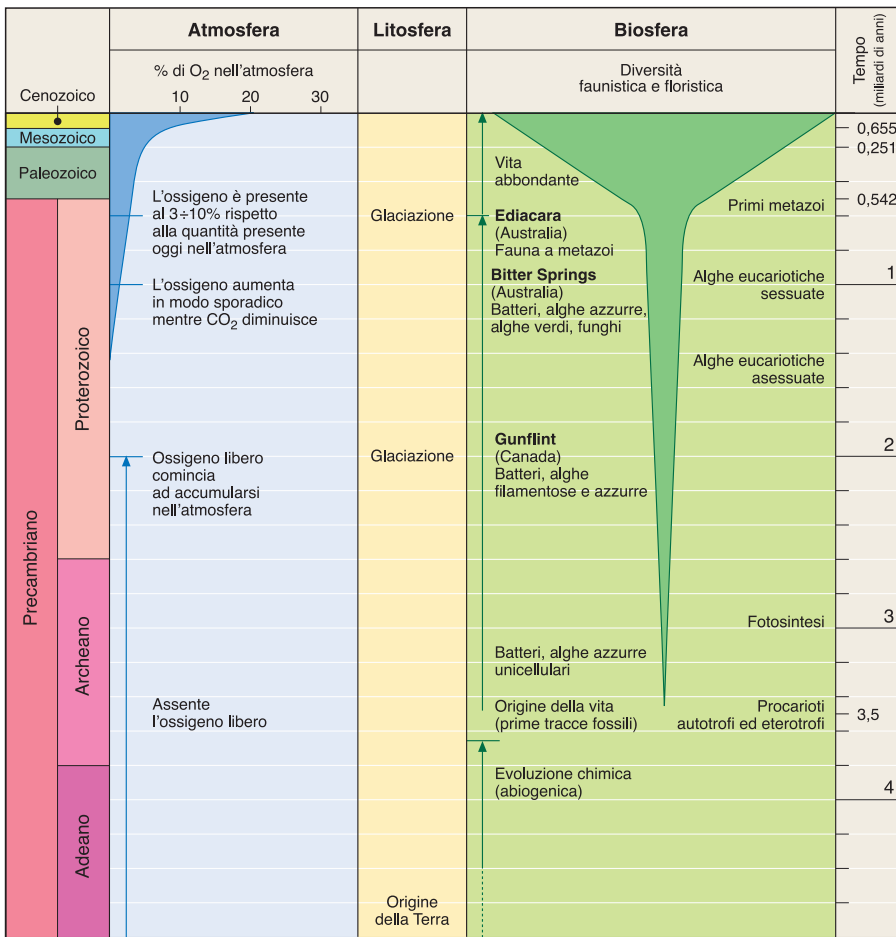 Atmosfera
Litosfera
Biosfera
Tempo
(miliardi di anni)
% di O2 nell'atmosfera
Diversità
faunistica e floristica
Cenozoico
10
20
30
Mesozoico
Paleozoico
Precambriano
Proterozoico
Archeano
Adeano
L'ossigeno è presente
al 3÷10% rispetto
alla quantità presente
oggi nell'atmosfera
L'ossigeno aumenta
in modo sporadico
mentre CO2 diminuisce
Ossigeno libero
comincia
ad accumularsi
nell'atmosfera
Assente
l'ossigeno libero
Glaciazione
Glaciazione
Origine
della Terra
Vita
abbondante
Ediacara
(Australia)
Fauna a metazoi
Bitter Springs
(Australia)
Batteri, alghe azzurre,
alghe verdi, funghi
Gunflint
(Canada)
Batteri, alghe
filamentose e azzurre
Batteri, alghe azzurre
unicellulari
Origine della vita
(prime tracce fossili)
Evoluzione chimica
(abiogenica)
Primi metazoi
Alghe eucariotiche
sessuate
Alghe eucariotiche
asessuate
Fotosintesi
Procarioti
autotrofi ed eterotrofi
0,655
0,251
0,542
1
2
3
3,5
4